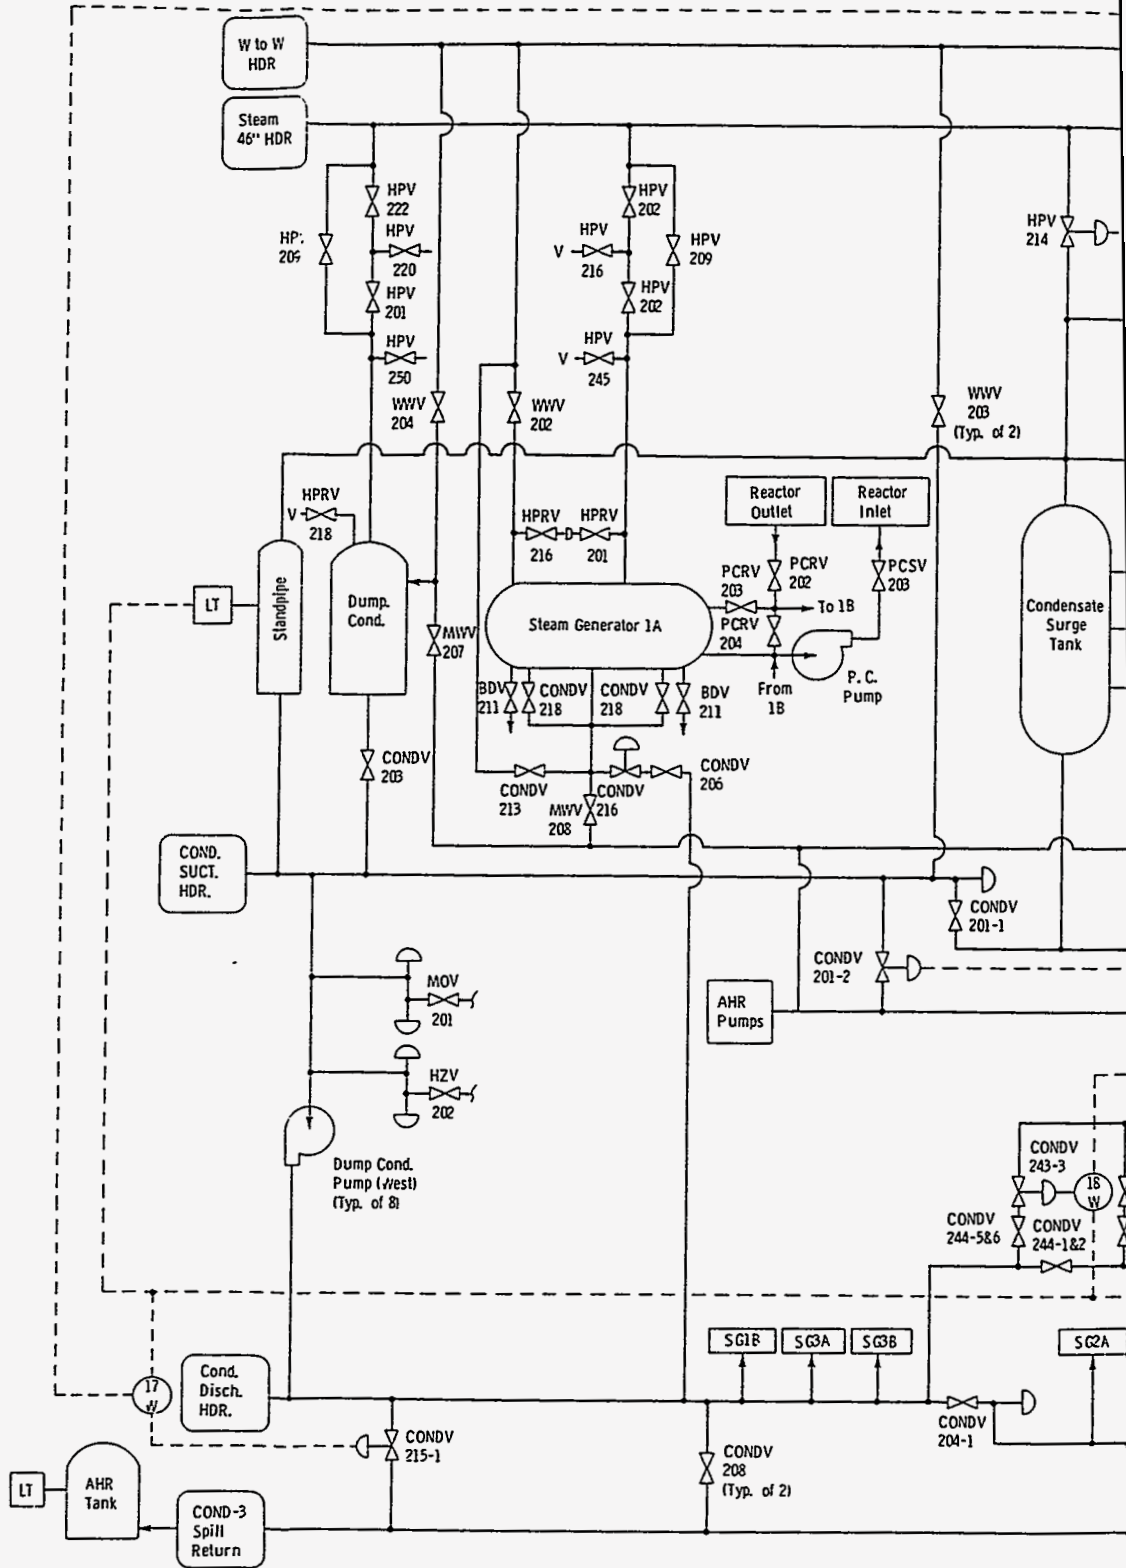 W to W
HDR
Steam
46" HDR
HPV
222
HPV
220
HPV
209
HPV
201
HPV
250
HPV
202
HPV
216
V
HPV
209
HPV
202
HPV
245
V
HPV
214
WWV
204
WWV
202
WWV
203
(Typ. of 2)
HPRV
218
V
HPRV
216
HPRV
201
Reactor
Outlet
Reactor
Inlet
PCRV
203
PCRV
202
PCSV
203
LT
Standpipe
Dump.
Cond.
MWV
207
Steam Generator 1A
To 1B
PCRV
204
P. C.
Pump
From
1B
Condensate
Surge
Tank
BDV
211
CONDV
218
CONDV
218
BDV
211
CONDV
203
CONDV
213
CONDV
216
CONDV
206
MWV
208
COND.
SUCT.
HDR.
CONDV
201-1
CONDV
201-2
AHR
Pumps
MOV
201
HZV
202
Dump Cond.
Pump (West)
(Typ. of 8)
CONDV
243-3
18
W
CONDV
244-5&6
CONDV
244-1&2
SG1B
SG3A
SG3B
SG2A
17
W
Cond.
Disch.
HDR.
CONDV
204-1
CONDV
215-1
CONDV
208
(Typ. of 2)
LT
AHR
Tank
COND-3
Spill
Return